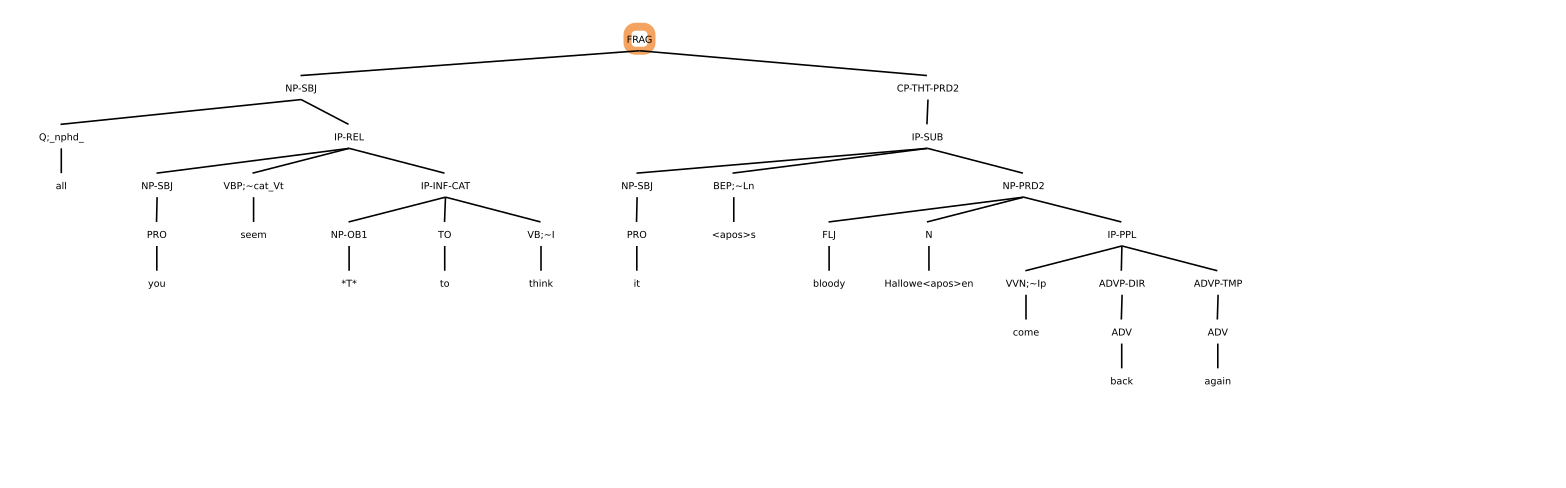 FRAG
NP-SBJ CP-THT-PRD2
Q;_nphd_ IP-REL IP-SUB
all NP-SBJ VBP;~cat_Vt IP-INF-CAT NP-SBJ BEP;~Ln NP-PRD2
PRO seem NP-OB1 TO VB;~I PRO <apos>s FLJ N IP-PPL
you *T* to think it bloody Hallowe<apos>en VVN;~Ip ADVP-DIR ADVP-TMP
come ADV ADV
back again